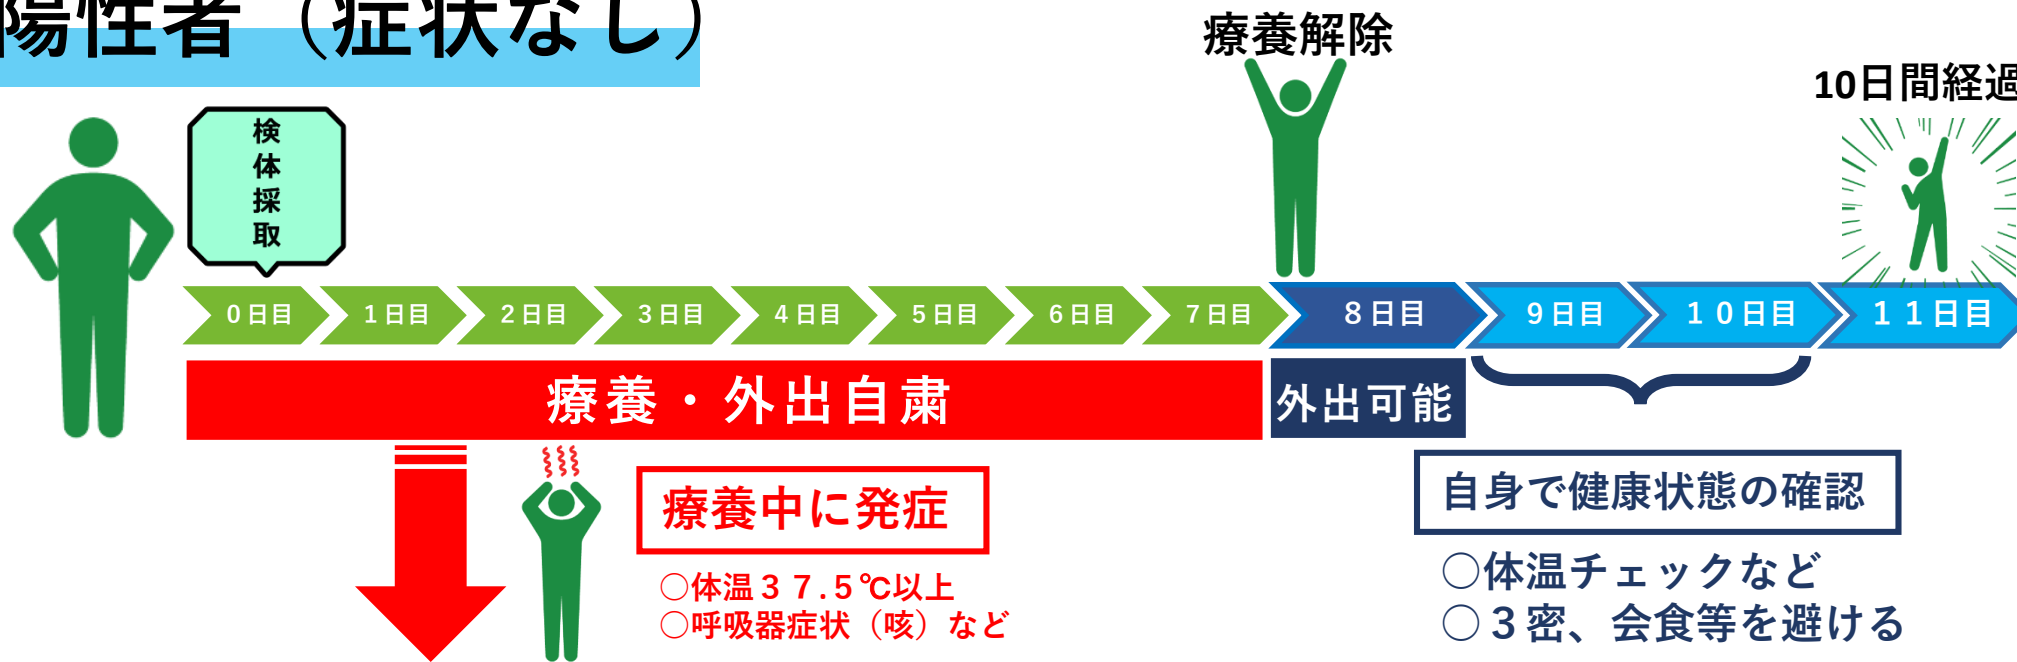 陽性者（症状なし）
療養解除
10日間経過
検体採取
0日目
1日目
2日目
3日目
4日目
5日目
6日目
7日目
８日目
9日目
１０日目
１１日目
療養・外出自粛
外出可能
療養中に発症
○体温３７.５℃以上
○呼吸器症状（咳）など
自身で健康状態の確認
○体温チェックなど
○３密、会食等を避ける